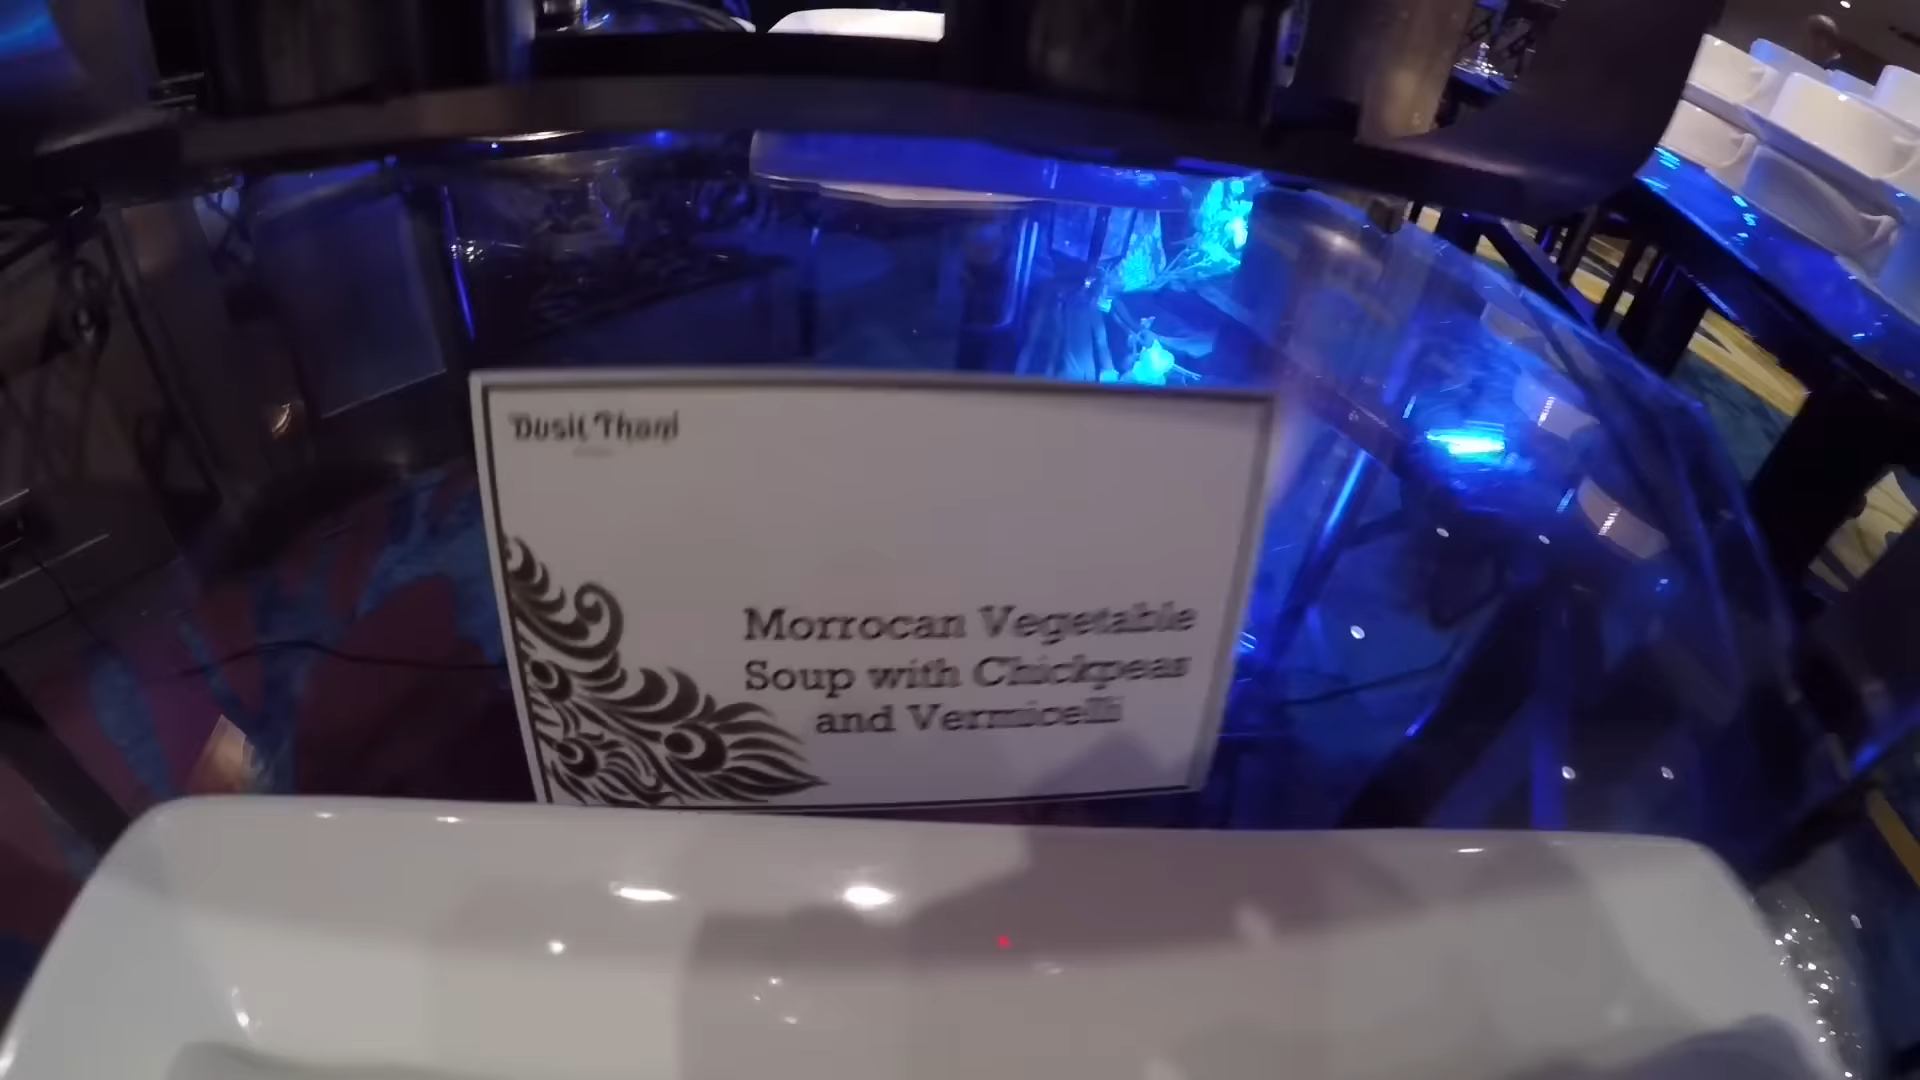 Dusit Thani
Morrocan Vegetable
Soup with Chickpeas
and Vermicelli